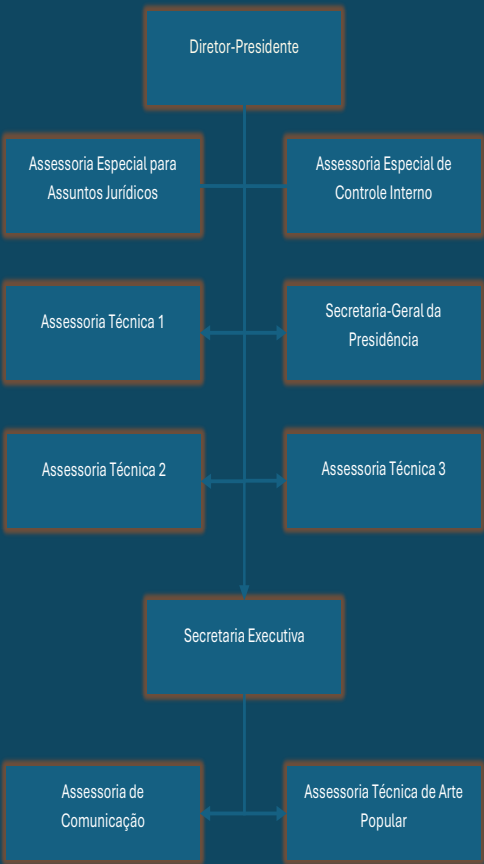 Diretor-Presidente
Assessoria Especial para
Assuntos Jurídicos
Assessoria Especial de
Controle Interno
Assessoria Técnica 1
Secretaria-Geral da
Presidência
Assessoria Técnica 2
Assessoria Técnica 3
Secretaria Executiva
Assessoria de
Comunicação
Assessoria Técnica de Arte
Popular